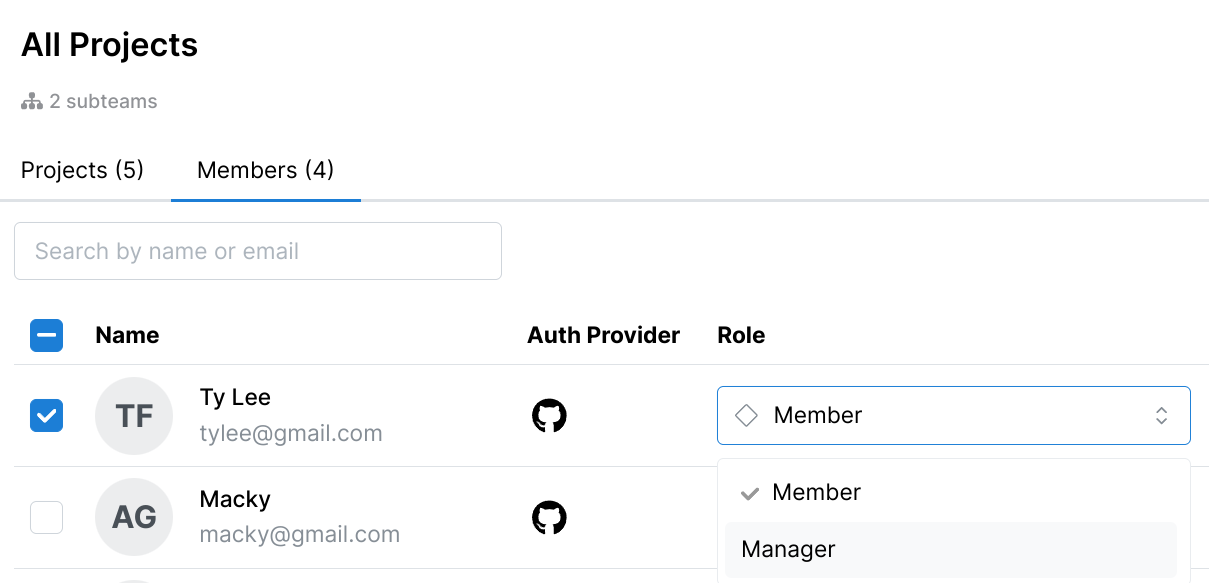 All Projects
2 subteams
Projects (5) Members (4)
Search by name or email
Name Auth Provider Role
TF Ty Lee Member
tylee@gmail.com
Member
AG Macky
macky@gmail.com
Manager